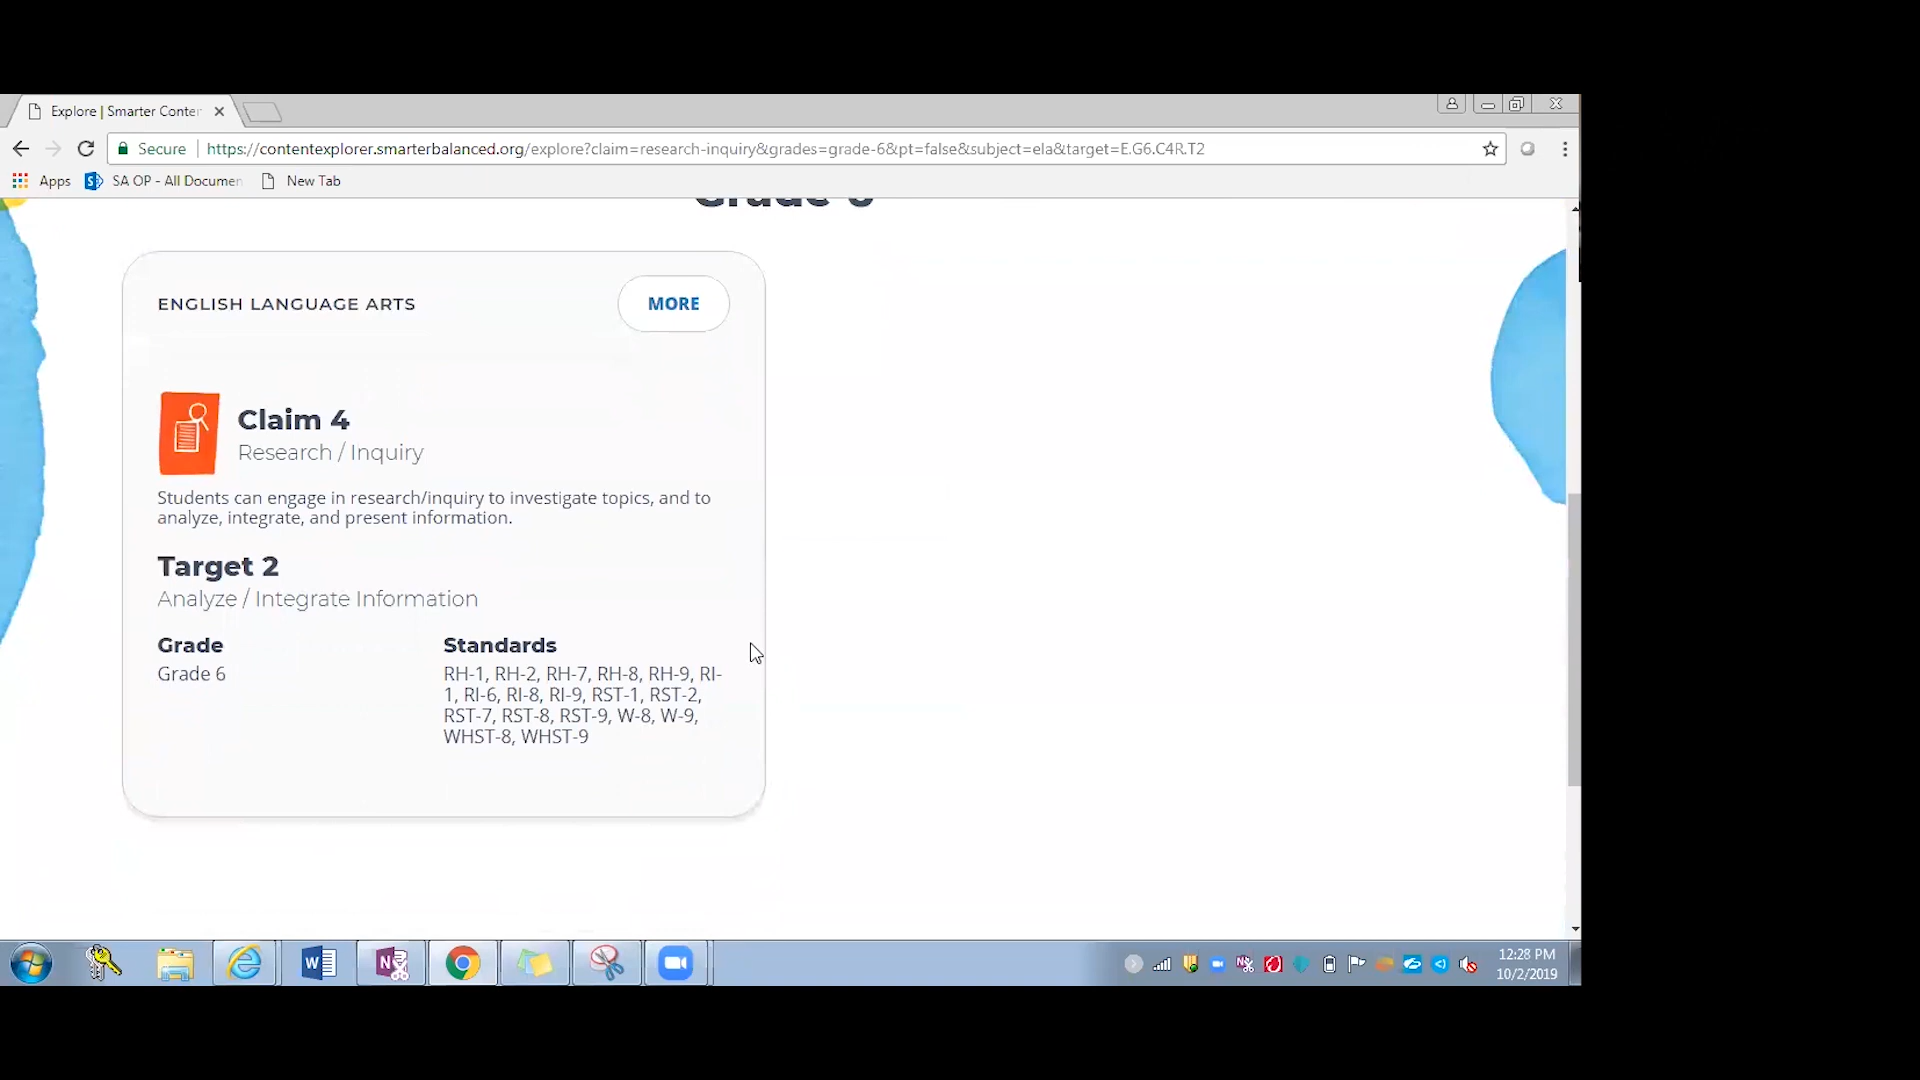 Explore | Smarter Conter
Secure
https://contentexplorer.smarterbalanced.org/explore?claim=research-inquiry&grades=grade-6&pt=false&subject=ela&target=E.G6.C4R.T2
Apps
SA OP - All Documen
New Tab
Grade 6
ENGLISH LANGUAGE ARTS
MORE
Claim 4
Research / Inquiry
Students can engage in research/inquiry to investigate topics, and to
analyze, integrate, and present information.
Target 2
Analyze / Integrate Information
Grade
Grade 6
Standards
RH-1, RH-2, RH-7, RH-8, RH-9, RI-
1, RI-6, RI-8, RI-9, RST-1, RST-2,
RST-7, RST-8, RST-9, W-8, W-9,
WHST-8, WHST-9
12:28 PM
10/2/2019